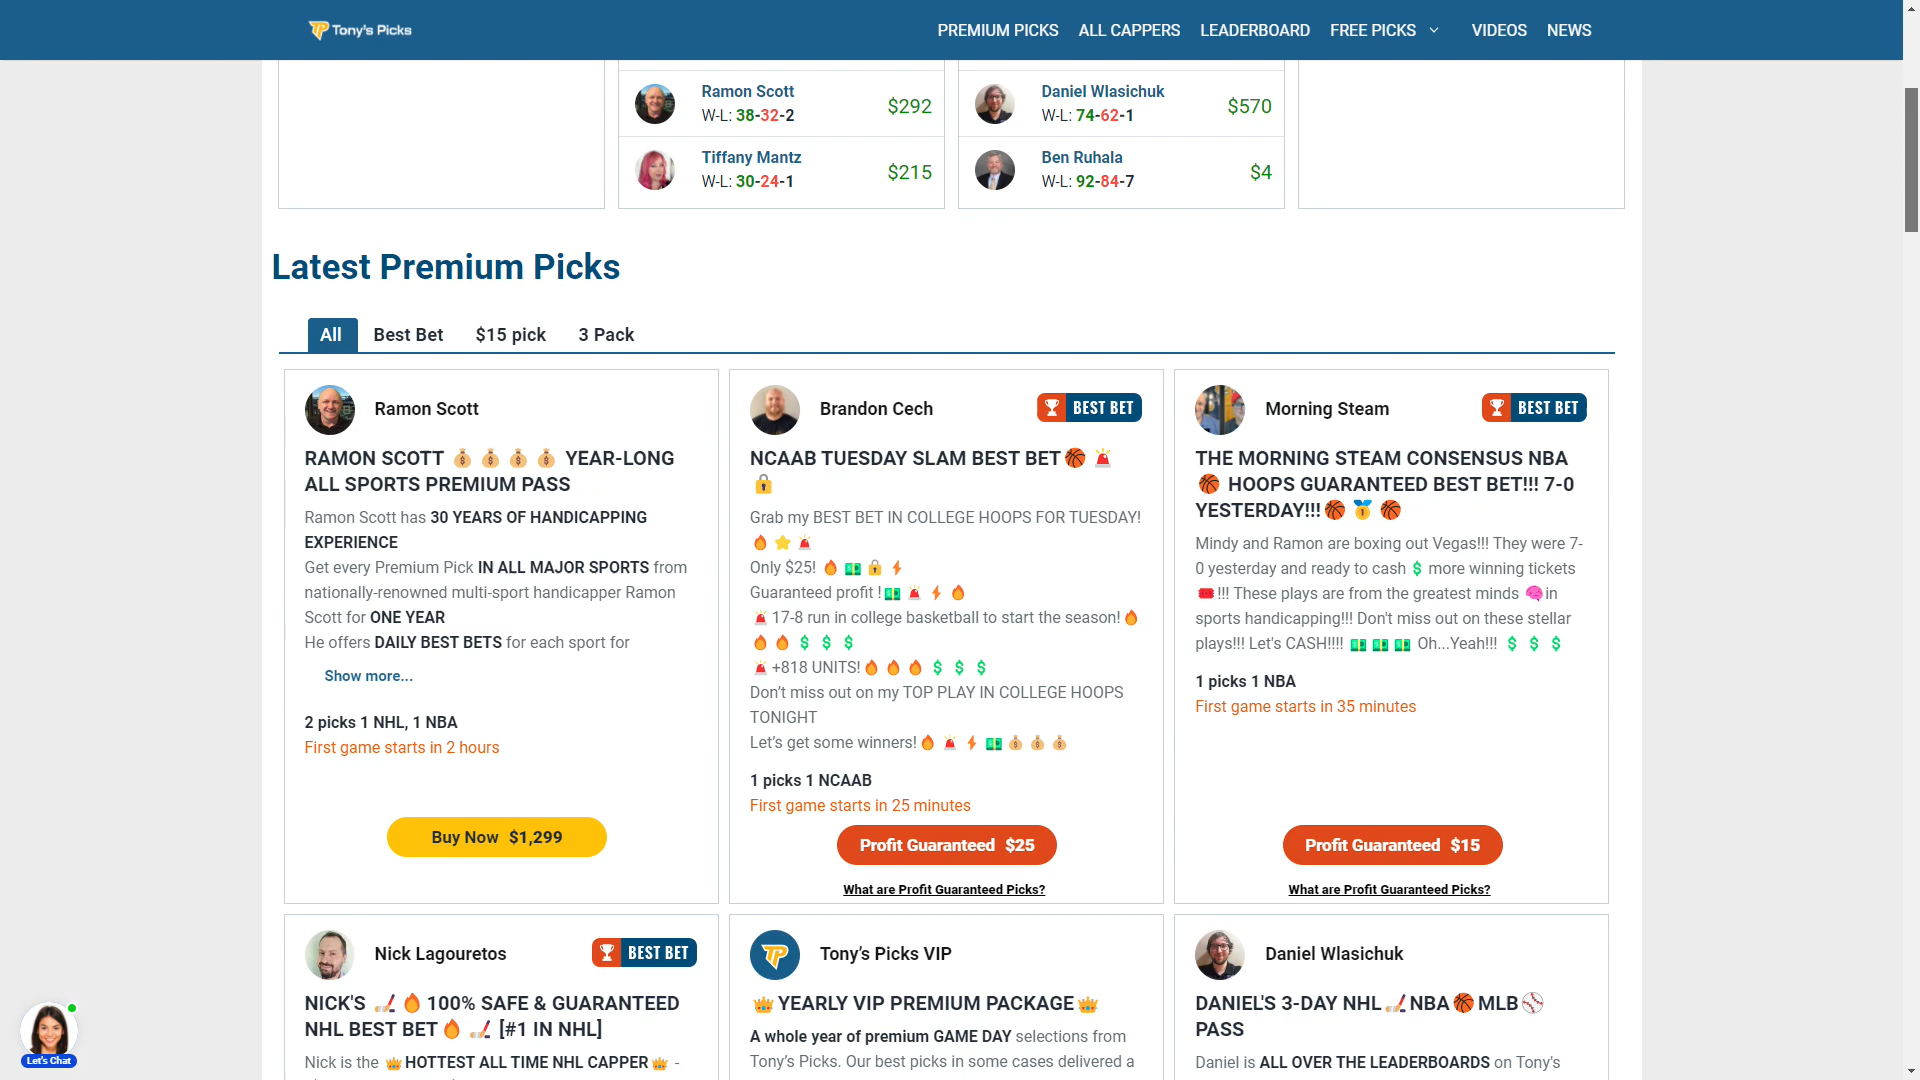 Tony's Picks
PREMIUM PICKS ALL CAPPERS LEADERBOARD FREE PICKS VIDEOS NEWS
Ramon Scott
W-L: 38-32-2
$292
Tiffany Mantz
W-L: 30-24-1
$215
Daniel Wlasichuk
W-L: 74-62-1
$570
Ben Ruhala
W-L: 92-84-7
$4
Latest Premium Picks
All Best Bet $15 pick 3 Pack
Ramon Scott
RAMON SCOTT 💰 💰 💰 💰 YEAR-LONG
ALL SPORTS PREMIUM PASS
Ramon Scott has 30 YEARS OF HANDICAPPING
EXPERIENCE
Get every Premium Pick IN ALL MAJOR SPORTS from
nationally-renowned multi-sport handicapper Ramon
Scott for ONE YEAR
He offers DAILY BEST BETS for each sport for
Show more...
2 picks 1 NHL, 1 NBA
First game starts in 2 hours
Buy Now $1,299
Brandon Cech
BEST BET
NCAAB TUESDAY SLAM BEST BET🏀 🚨
🔒
Grab my BEST BET IN COLLEGE HOOPS FOR TUESDAY!
🔥 ⭐ 🚨
Only $25! 🔥 💵 🔒 ⚡
Guaranteed profit !💵 🚨 ⚡ 🔥
🚨17-8 run in college basketball to start the season!🔥
🔥 🔥 💲 💲 💲
🚨+818 UNITS!🔥 🔥 🔥 💲 💲 💲
Don’t miss out on my TOP PLAY IN COLLEGE HOOPS
TONIGHT
Let’s get some winners!🔥 🚨 ⚡ 💵 💰 💰 💰
1 picks 1 NCAAB
First game starts in 25 minutes
Profit Guaranteed $25
What are Profit Guaranteed Picks?
Morning Steam
BEST BET
THE MORNING STEAM CONSENSUS NBA
🏀 HOOPS GUARANTEED BEST BET!!! 7-0
YESTERDAY!!!🏀 🥇 🏀
Mindy and Ramon are boxing out Vegas!!! They were 7-
0 yesterday and ready to cash 💲 more winning tickets
🎟️!!! These plays are from the greatest minds 🧠in
sports handicapping!!! Don't miss out on these stellar
plays!!! Let's CASH!!!! 💵 💵 💵 Oh...Yeah!!! 💲 💲 💲
1 picks 1 NBA
First game starts in 35 minutes
Profit Guaranteed $15
What are Profit Guaranteed Picks?
Nick Lagouretos
BEST BET
NICK'S 🏒🔥100% SAFE & GUARANTEED
NHL BEST BET🔥 🏒 [#1 IN NHL]
Nick is the 👑HOTTEST ALL TIME NHL CAPPER👑 -
TP
Tony’s Picks VIP
👑YEARLY VIP PREMIUM PACKAGE👑
A whole year of premium GAME DAY selections from
Tony’s Picks. Our best picks in some cases delivered a
Daniel Wlasichuk
DANIEL'S 3-DAY NHL🏒NBA🏀MLB⚾
PASS
Daniel is ALL OVER THE LEADERBOARDS on Tony's
Let's Chat